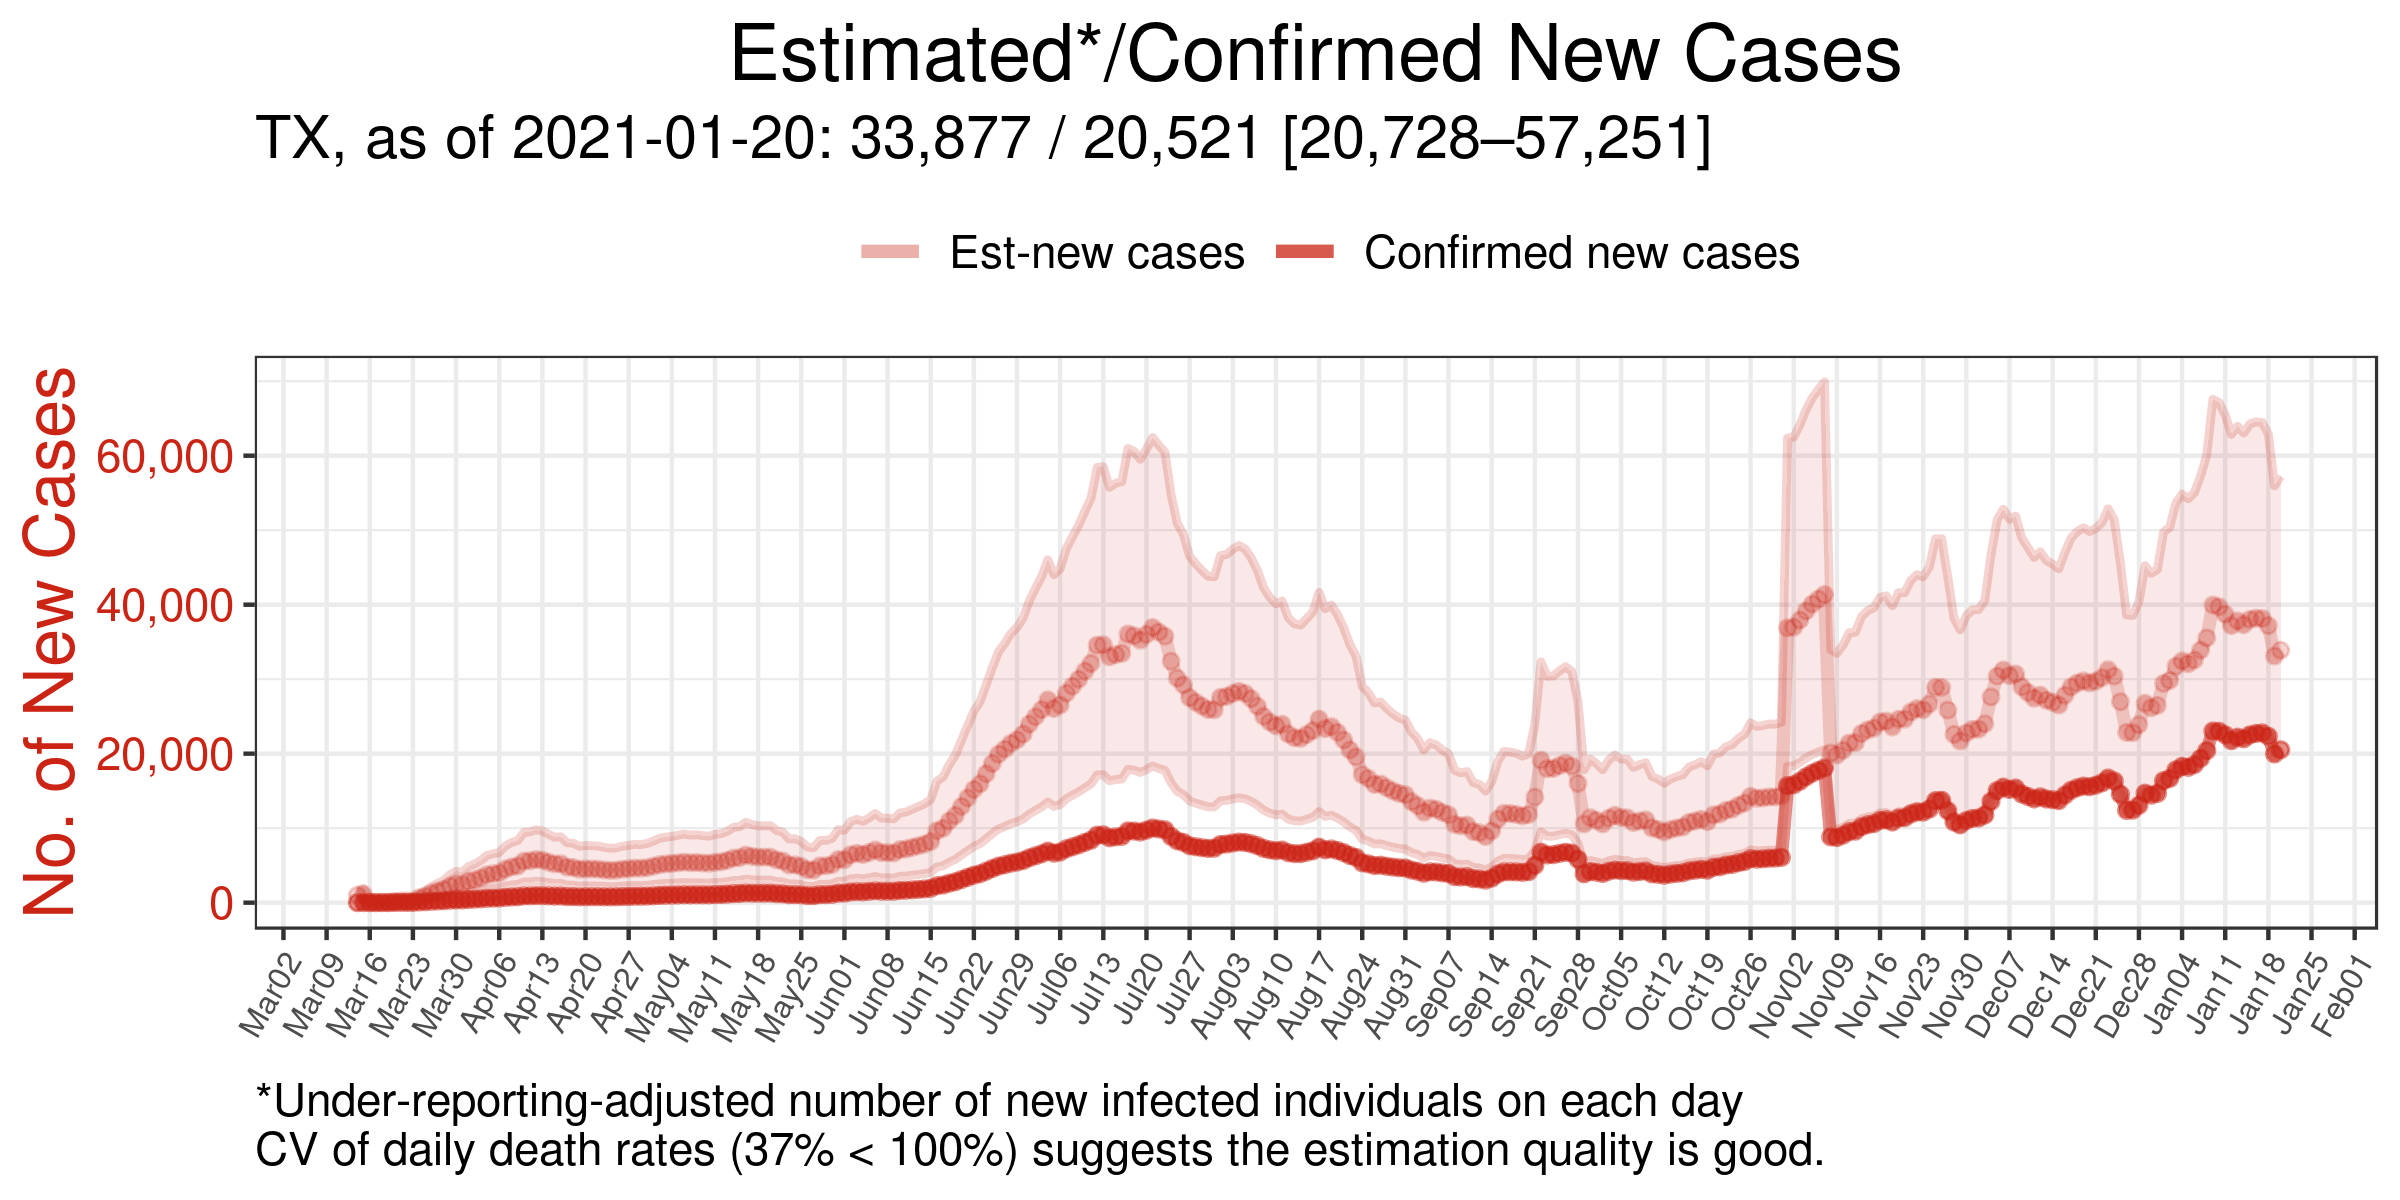 Estimated*/Confirmed New Cases
TX, as of 2021-01-20: 33,877 / 20,521 [20,728–57,251]
Est-new cases
Confirmed new cases
No. of New Cases
60,000
40,000
20,000
0
Mar02
Mar09
Mar16
Mar23
Mar30
Apr06
Apr13
Apr20
Apr27
May04
May11
May18
May25
Jun01
Jun08
Jun15
Jun22
Jun29
Jul06
Jul13
Jul20
Jul27
Aug03
Aug10
Aug17
Aug24
Aug31
Sep07
Sep14
Sep21
Sep28
Oct05
Oct12
Oct19
Oct26
Nov02
Nov09
Nov16
Nov23
Nov30
Dec07
Dec14
Dec21
Dec28
Jan04
Jan11
Jan18
Jan25
Feb01
*Under-reporting-adjusted number of new infected individuals on each day
CV of daily death rates (37% < 100%) suggests the estimation quality is good.